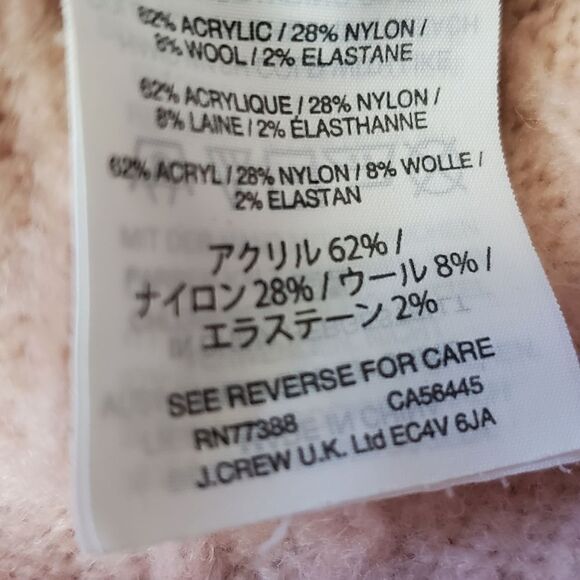 62% ACRYLIC / 28% NYLON /
8% WOOL / 2% ELASTANE
62% ACRYLIQUE / 28% NYLON /
8% LAINE / 2% ÉLASTHANNE
62% ACRYL / 28% NYLON / 8% WOLLE /
2% ELASTAN
アクリル 62% /
ナイロン 28% / ウール 8% /
エラステーン 2%
SEE REVERSE FOR CARE
RN77388 CA56445
J.CREW U.K. Ltd EC4V 6JA